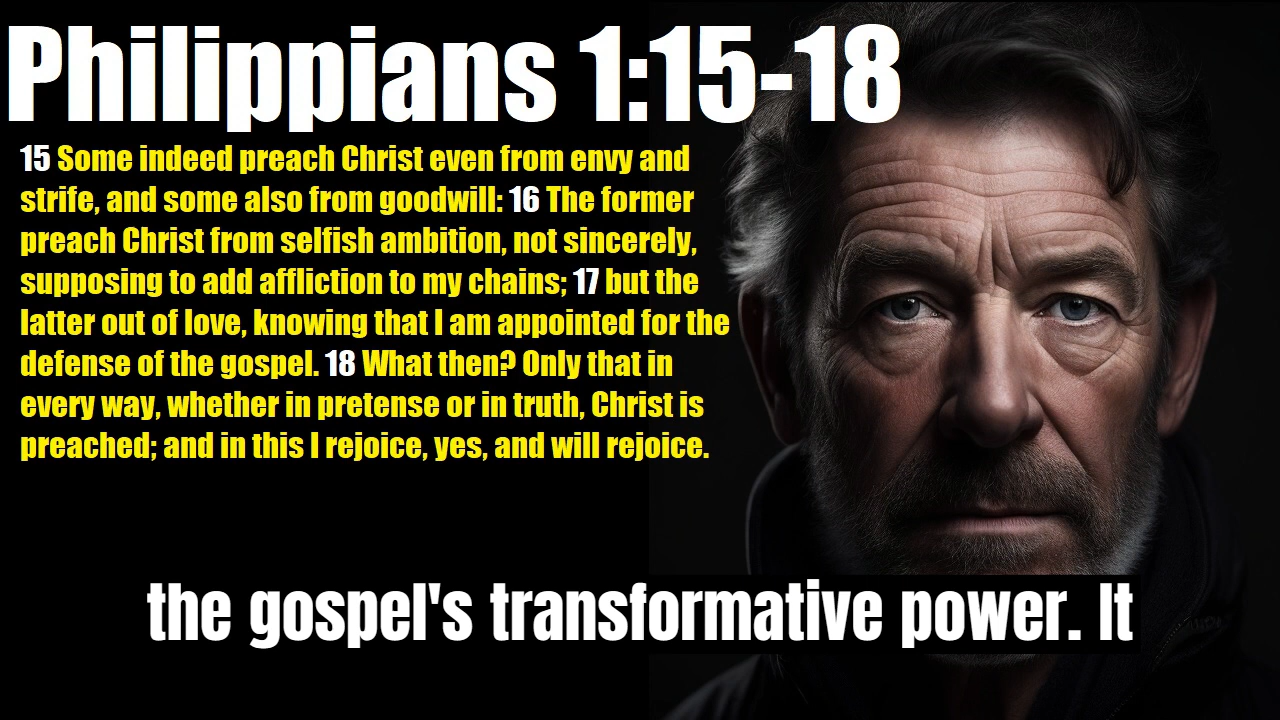 Philippians 1:15-18
15 Some indeed preach Christ even from envy and
strife, and some also from goodwill: 16 The former
preach Christ from selfish ambition, not sincerely,
supposing to add affliction to my chains; 17 but the
latter out of love, knowing that I am appointed for the
defense of the gospel. 18 What then? Only that in
every way, whether in pretense or in truth, Christ is
preached; and in this I rejoice, yes, and will rejoice.
the gospel's transformative power. It